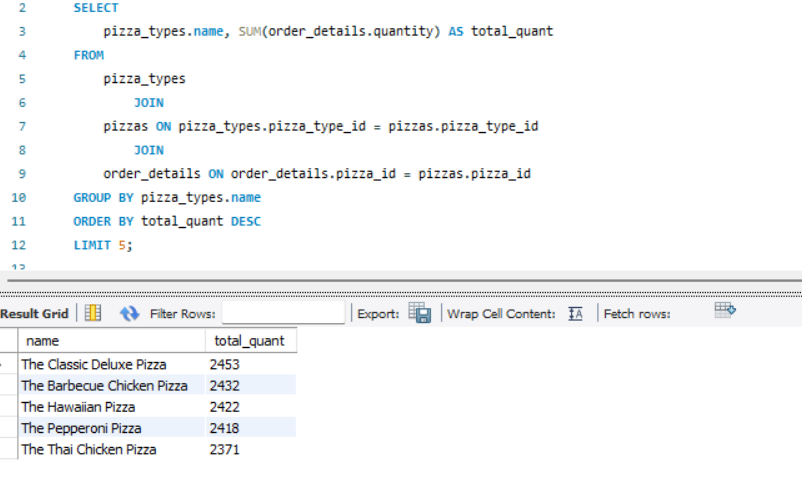 2 SELECT
3 pizza_types.name, SUM(order_details.quantity) AS total_quant
4 FROM
5 pizza_types
6 JOIN
7 pizzas ON pizza_types.pizza_type_id = pizzas.pizza_type_id
8 JOIN
9 order_details ON order_details.pizza_id = pizzas.pizza_id
10 GROUP BY pizza_types.name
11 ORDER BY total_quant DESC
12 LIMIT 5;
13
Result Grid Filter Rows: Export: Wrap Cell Content: IA Fetch rows:
name total_quant
The Classic Deluxe Pizza 2453
The Barbecue Chicken Pizza 2432
The Hawaiian Pizza 2422
The Pepperoni Pizza 2418
The Thai Chicken Pizza 2371